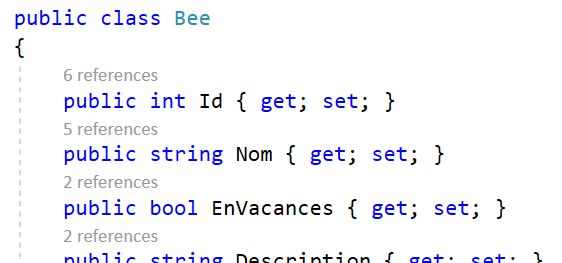 public class Bee
{
6 references
public int Id { get; set; }
5 references
public string Nom { get; set; }
2 references
public bool EnVacances { get; set; }
2 references
public string Description { get; set; }